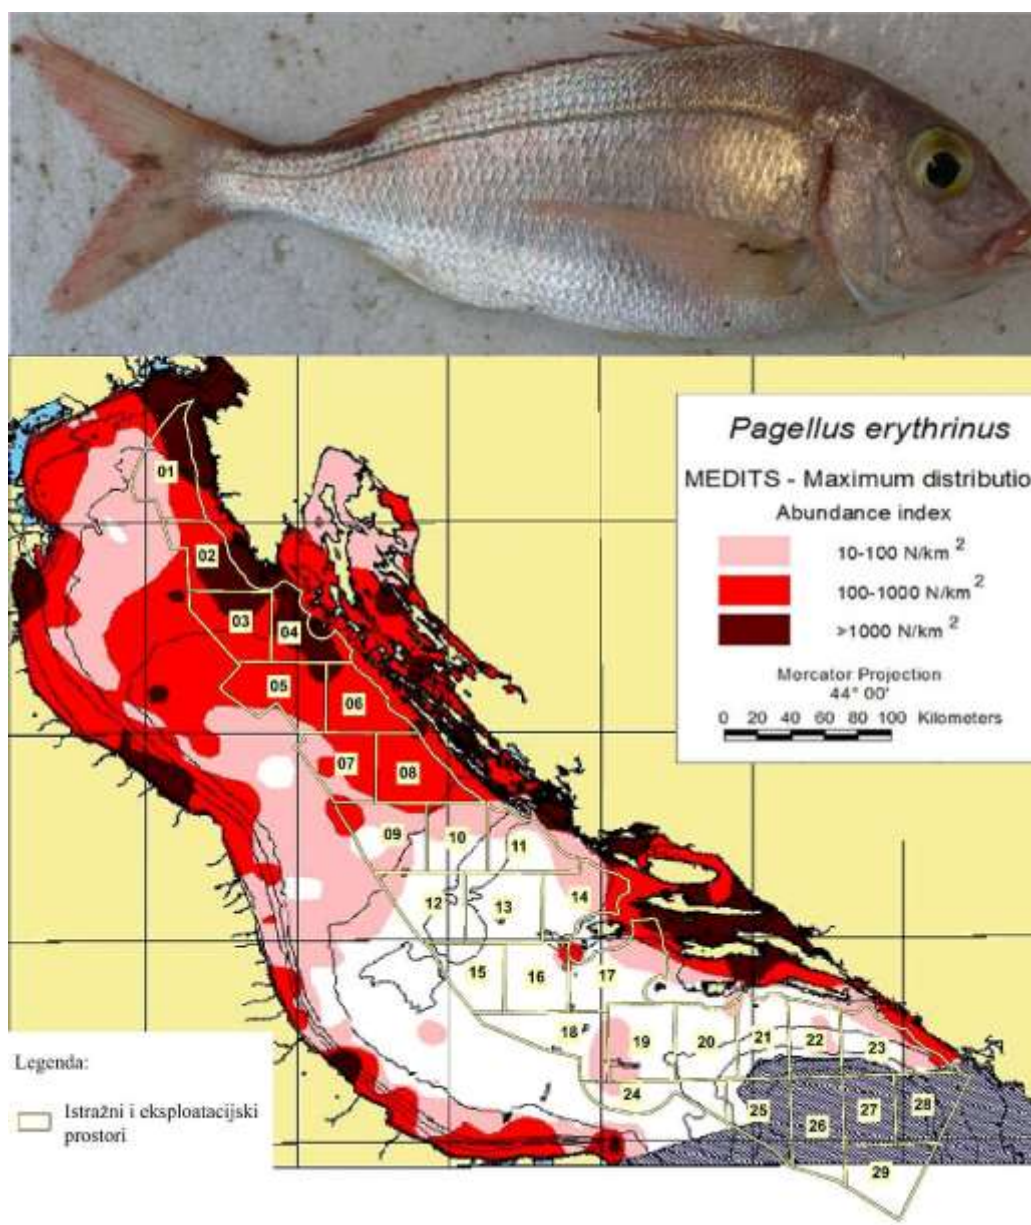 Pagellus erythrinus
MEDITS - Maximum distributio
Abundance index
10-100 N/km 2
100-1000 N/km 2
>1000 N/km 2
Mercator Projection
44° 00'
0 20 40 60 80 100 Kilometers
01
02
03
04
05
06
07
08
09
10
11
12
13
14
15
16
17
18
19
20
21
22
23
24
25
26
27
28
29
Legenda:
Istražni i eksploatacijski
prostori